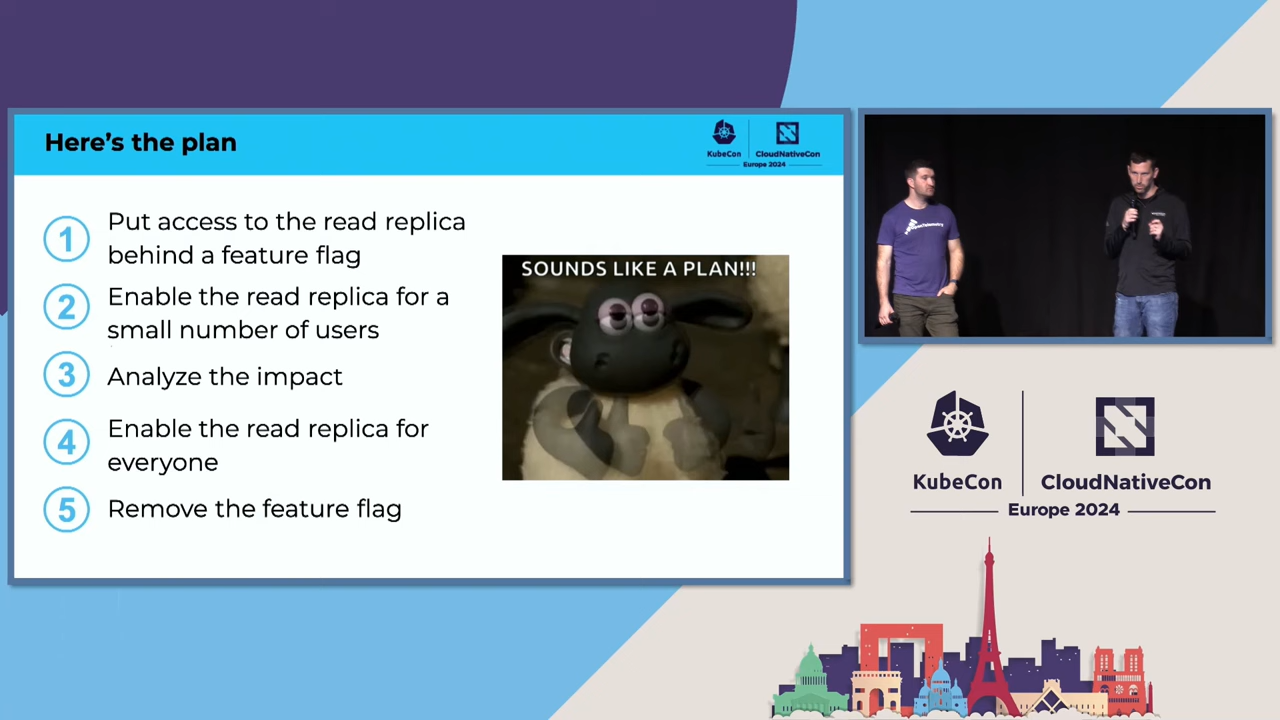 Here's the plan
KubeCon
CloudNativeCon
Europe 2024
1
Put access to the read replica
behind a feature flag
2
Enable the read replica for a
small number of users
3
Analyze the impact
4
Enable the read replica for
everyone
5
Remove the feature flag
SOUNDS LIKE A PLAN!!!
OpenTelemetry
KubeCon
CloudNativeCon
Europe 2024